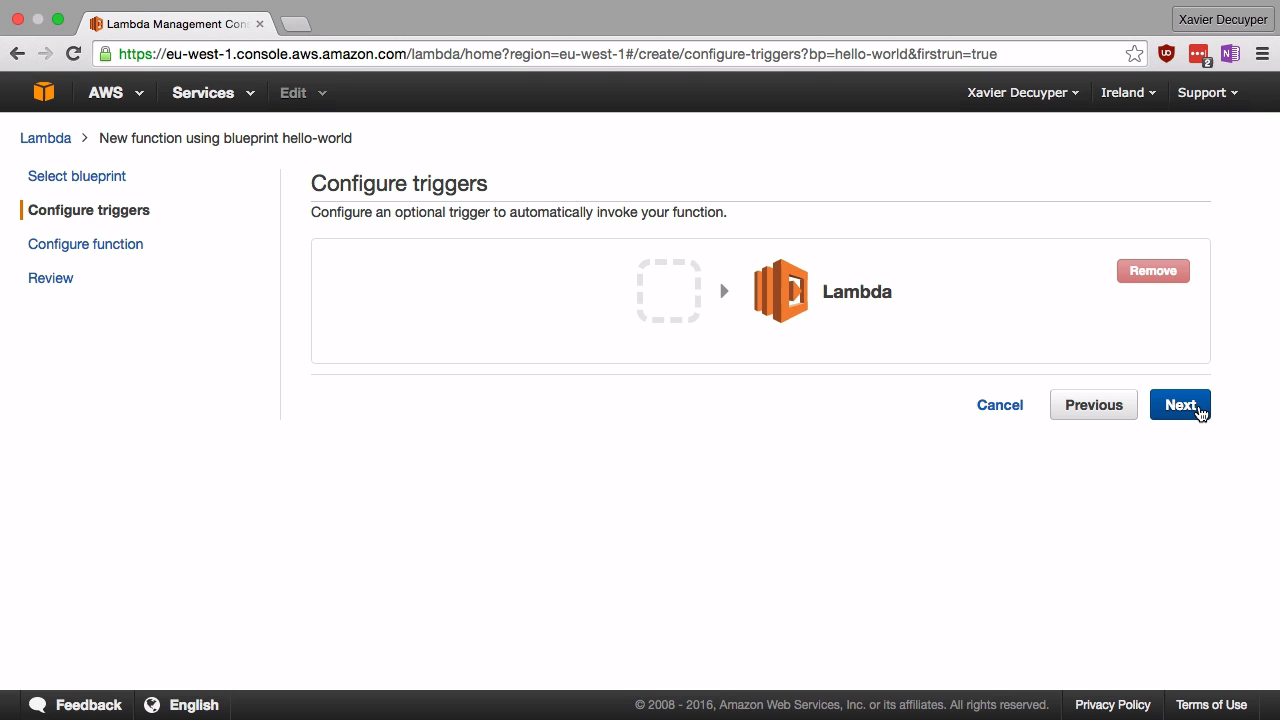 Lambda Management Con
Xavier Decuyper
https://eu-west-1.console.aws.amazon.com/lambda/home?region=eu-west-1#/create/configure-triggers?bp=hello-world&firstrun=true
2
AWS Services Edit Xavier Decuyper Ireland Support
Lambda > New function using blueprint hello-world
Select blueprint
Configure triggers
Configure function
Review
Configure triggers
Configure an optional trigger to automatically invoke your function.
Lambda
Remove
Cancel Previous Next
Feedback English © 2008 - 2016, Amazon Web Services, Inc. or its affiliates. All rights reserved. Privacy Policy Terms of Use